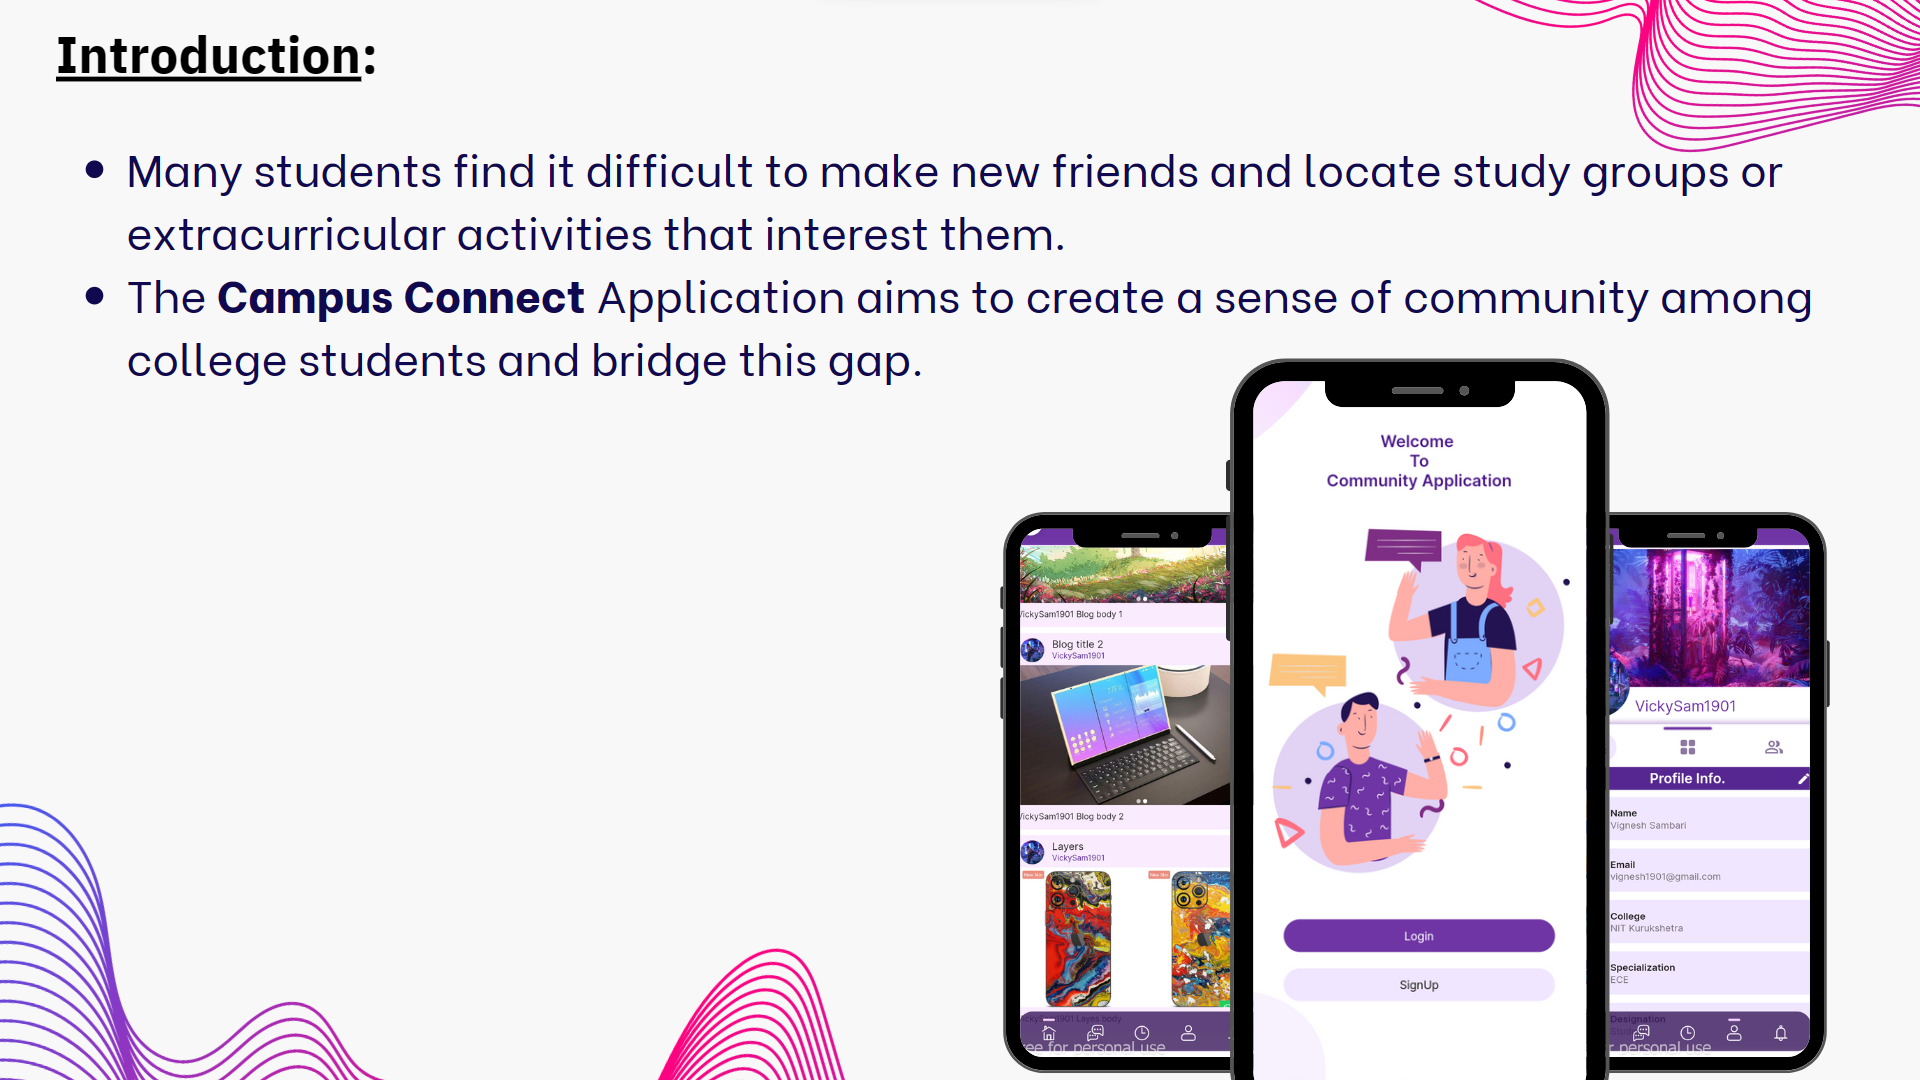 Introduction:
Many students find it difficult to make new friends and locate study groups or
extracurricular activities that interest them.
The Campus Connect Application aims to create a sense of community among
college students and bridge this gap.
Welcome
To
Community Application
Login
SignUp
VickySam1901 Blog body 1
Blog title 2
VickySam1901
VickySam1901 Blog body 2
Layers
VickySam1901
1901 Layes body
for personal use
VickySam1901
Profile Info.
Name
Vignesh Sambari
Email
vignesh1901@gmail.com
College
NIT Kurukshetra
Specialization
ECE
Designation
personal use